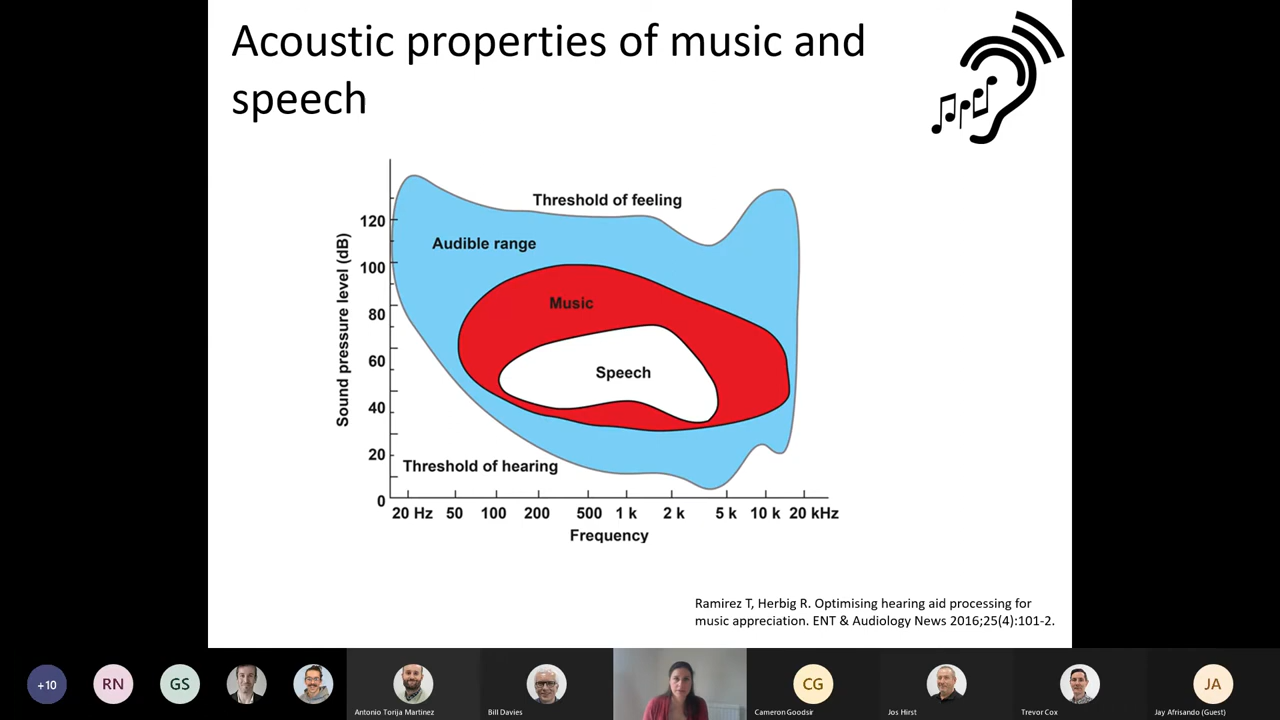 Acoustic properties of music and
speech
Threshold of feeling
Audible range
Music
Speech
Threshold of hearing
Sound pressure level (dB)
120
100
80
60
40
20
0
20 Hz 50 100 200 500 1 k 2 k 5 k 10 k 20 kHz
Frequency
Ramirez T, Herbig R. Optimising hearing aid processing for
music appreciation. ENT & Audiology News 2016;25(4):101-2.
+10 RN GS CG JA
Antonio Torija Martinez Bill Davies Cameron Goodsir Jos Hirst Trevor Cox Jay Afrisando (Guest)